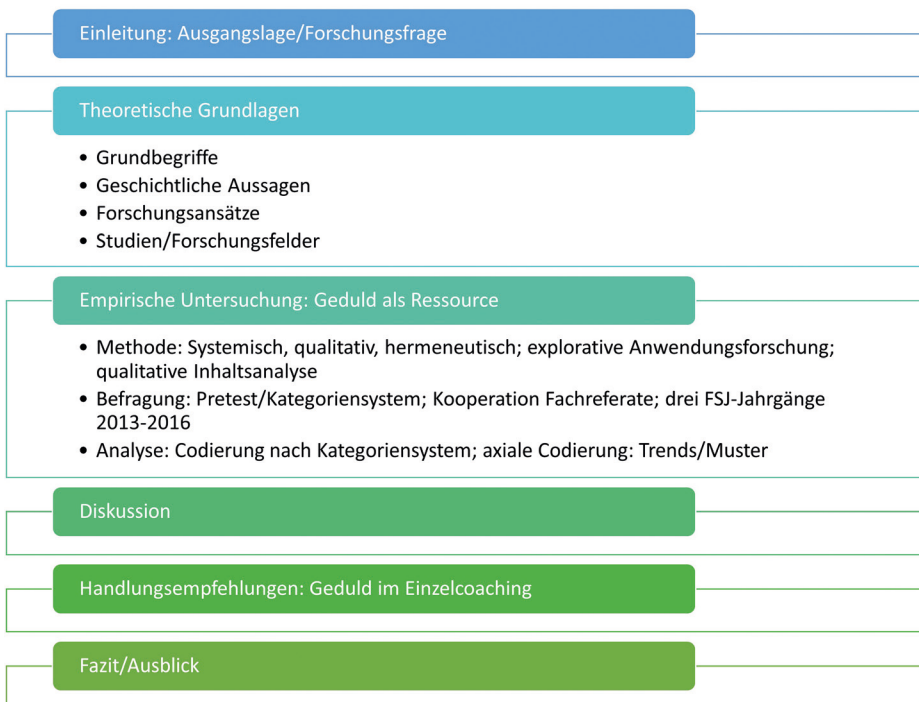 Einleitung: Ausgangslage/Forschungsfrage
Theoretische Grundlagen
• Grundbegriffe
• Geschichtliche Aussagen
• Forschungsansätze
• Studien/Forschungsfelder
Empirische Untersuchung: Geduld als Ressource
• Methode: Systemisch, qualitativ, hermeneutisch; explorative Anwendungsforschung;
qualitative Inhaltsanalyse
• Befragung: Pretest/Kategoriensystem; Kooperation Fachreferate; drei FSJ-Jahrgänge
2013-2016
• Analyse: Codierung nach Kategoriensystem; axiale Codierung: Trends/Muster
Diskussion
Handlungsempfehlungen: Geduld im Einzelcoaching
Fazit/Ausblick